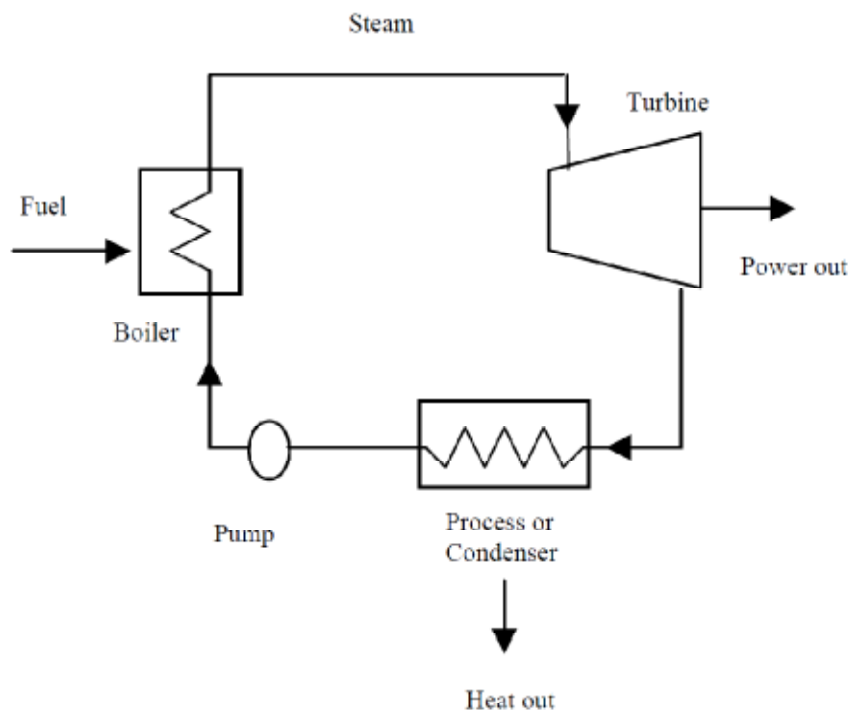 Steam
Turbine
Fuel
Power out
Boiler
Process or
Condenser
Pump
Heat out